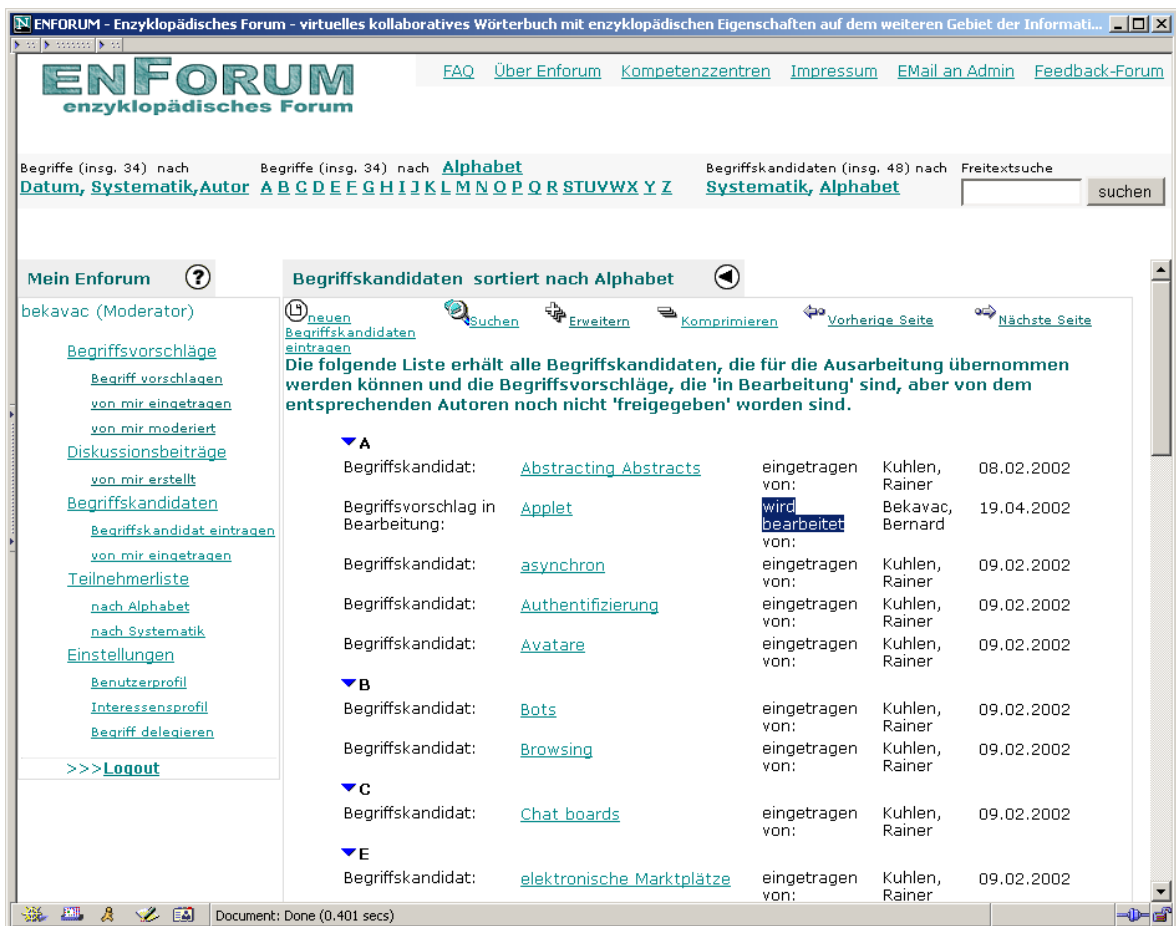 ENFORUM - Enzyklopädisches Forum - virtuelles kollaboratives Wörterbuch mit enzyklopädischen Eigenschaften auf dem weiteren Gebiet der Informati...
ENFORUM
enzyklopädisches Forum
FAQ Über Enforum Kompetenzzentren Impressum EMail an Admin Feedback-Forum
Begriffe (insg. 34) nach Begriffe (insg. 34) nach Alphabet Begriffskandidaten (insg. 48) nach Freitextsuche
Datum, Systematik,Autor A B C D E F G H I J K L M N O P Q R STUVWX Y Z Systematik, Alphabet suchen
Mein Enforum ? Begriffskandidaten sortiert nach Alphabet
bekavac (Moderator)
Begriffsvorschläge
Begriff vorschlagen
von mir eingetragen
von mir moderiert
Diskussionsbeiträge
von mir erstellt
Begriffskandidaten
Begriffskandidat eintragen
von mir eingetragen
Teilnehmerliste
nach Alphabet
nach Systematik
Einstellungen
Benutzerprofil
Interessensprofil
Begriff delegieren
>>>Logout
neuen Begriffskandidaten eintragen Suchen Erweitern Komprimieren Vorherige Seite Nächste Seite
Die folgende Liste erhält alle Begriffskandidaten, die für die Ausarbeitung übernommen
werden können und die Begriffsvorschläge, die 'in Bearbeitung' sind, aber von dem
entsprechenden Autoren noch nicht 'freigegeben' worden sind.
A
Begriffskandidat: Abstracting Abstracts eingetragen von: Kuhlen, Rainer 08.02.2002
Begriffsvorschlag in Bearbeitung: Applet wird bearbeitet von: Bekavac, Bernard 19.04.2002
Begriffskandidat: asynchron eingetragen von: Kuhlen, Rainer 09.02.2002
Begriffskandidat: Authentifizierung eingetragen von: Kuhlen, Rainer 09.02.2002
Begriffskandidat: Avatare eingetragen von: Kuhlen, Rainer 09.02.2002
B
Begriffskandidat: Bots eingetragen von: Kuhlen, Rainer 09.02.2002
Begriffskandidat: Browsing eingetragen von: Kuhlen, Rainer 09.02.2002
C
Begriffskandidat: Chat boards eingetragen von: Kuhlen, Rainer 09.02.2002
E
Begriffskandidat: elektronische Marktplätze eingetragen von: Kuhlen, Rainer 09.02.2002
Document: Done (0.401 secs)